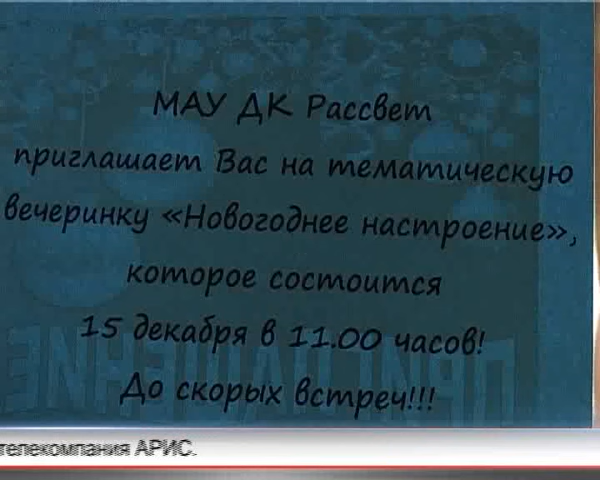 МАУ ДК Рассвет
приглашает Вас на тематическую
вечеринку «Новогоднее настроение»,
которое состоится
15 декабря в 11.00 часов!
До скорых встреч!!!
ПРИГЛАШЕНИЕ
телекомпания АРИС.